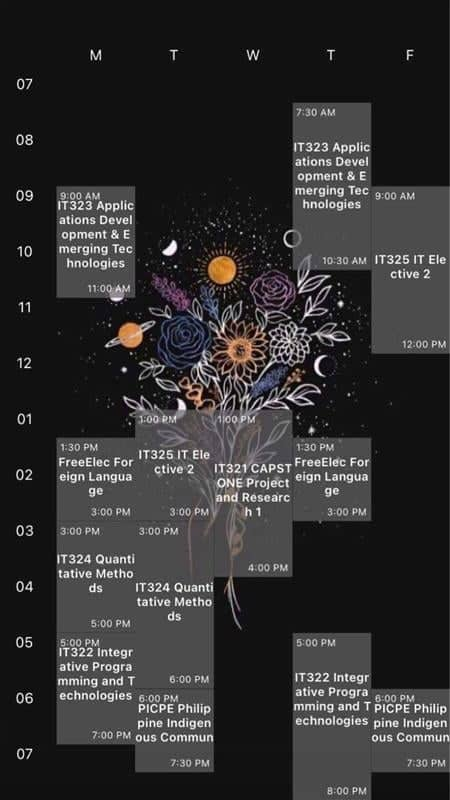 M T W T F
07
08
09
10
11
12
01
02
03
04
05
06
07
9:00 AM
IT323 Applic
ations Devel
opment & E
merging Tec
hnologies
11:00 AM
1:30 PM
FreeElec For
eign Langua
ge
3:00 PM
3:00 PM
IT324 Quanti
tative Metho
ds
5:00 PM
5:00 PM
IT322 Integr
ative Progra
mming and T
echnologies
7:00 PM
1:00 PM
IT325 IT Ele
ctive 2
3:00 PM
3:00 PM
IT324 Quanti
tative Metho
ds
6:00 PM
6:00 PM
PICPE Philip
pine Indigen
ous Commun
7:30 PM
1:00 PM
IT321 CAPST
ONE Project
and Researc
h 1
4:00 PM
7:30 AM
IT323 Applic
ations Devel
opment & E
merging Tec
hnologies
10:30 AM
1:30 PM
FreeElec For
eign Langua
ge
3:00 PM
5:00 PM
IT322 Integr
ative Progra
mming and T
echnologies
8:00 PM
9:00 AM
IT325 IT Ele
ctive 2
12:00 PM
6:00 PM
PICPE Philip
pine Indigen
ous Commun
7:30 PM